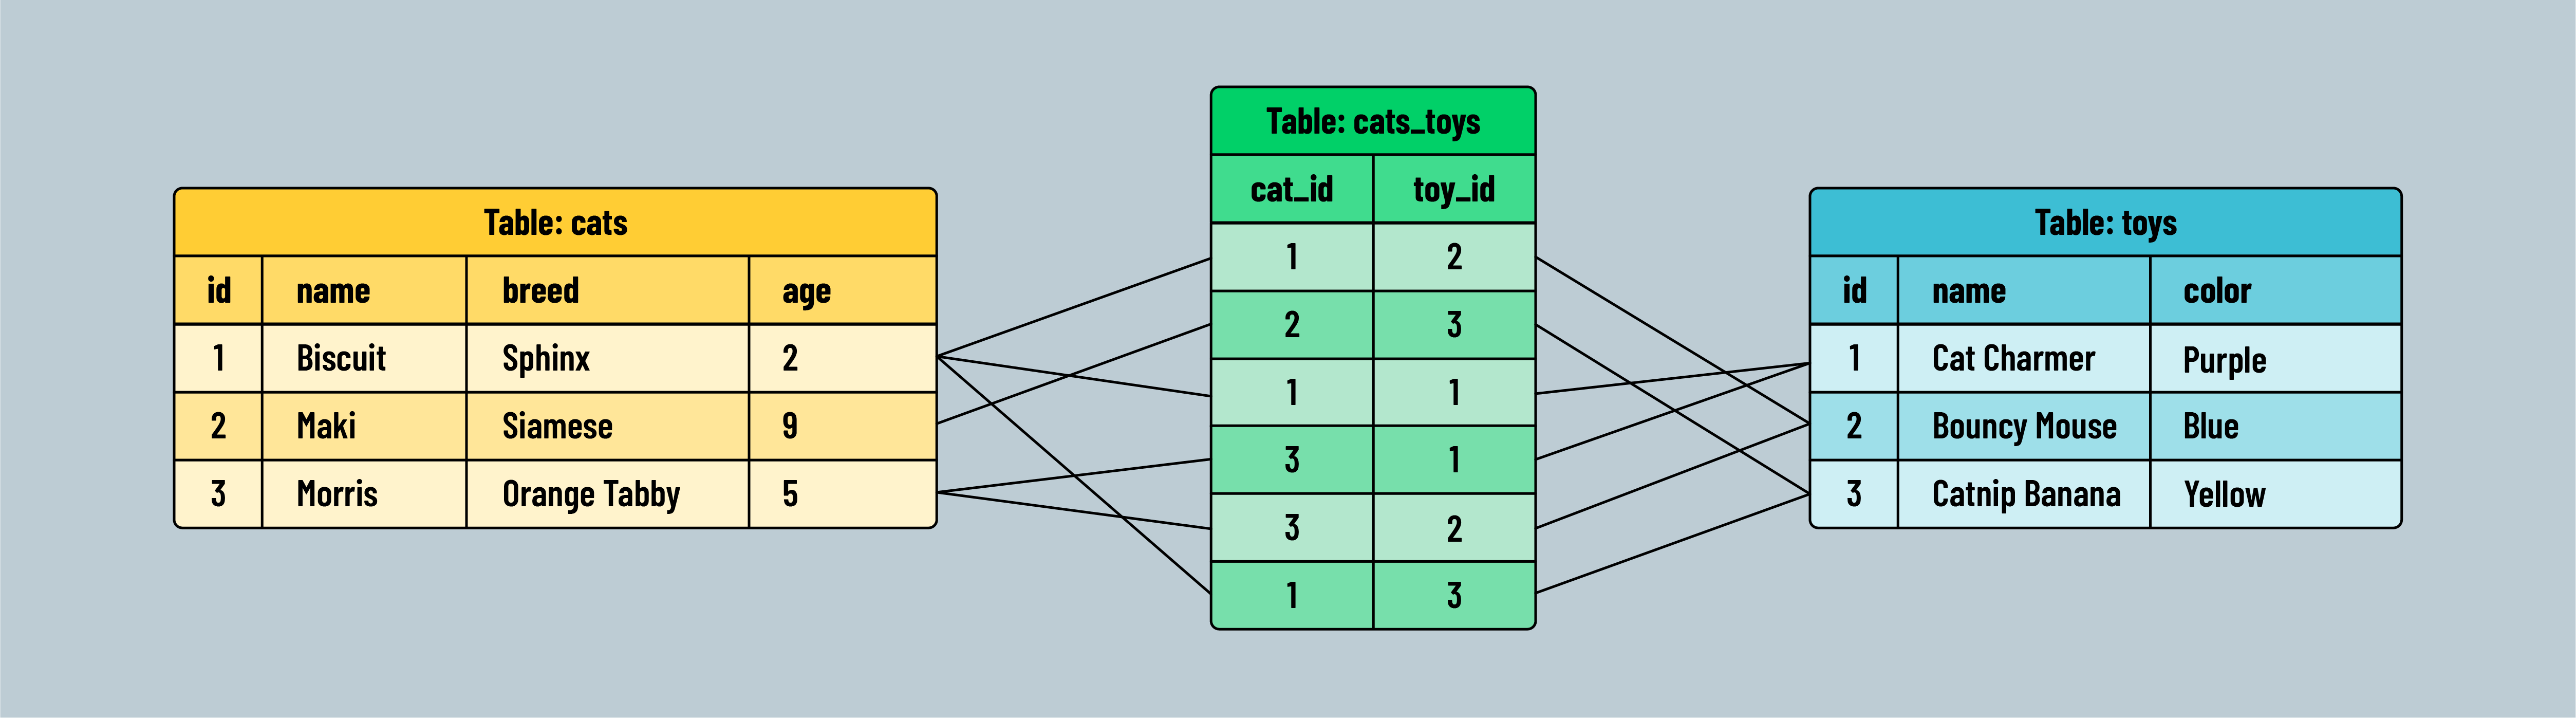 Table: cats
id name breed age
1 Biscuit Sphinx 2
2 Maki Siamese 9
3 Morris Orange Tabby 5
Table: cats_toys
cat_id toy_id
1 2
2 3
1 1
3 1
3 2
1 3
Table: toys
id name color
1 Cat Charmer Purple
2 Bouncy Mouse Blue
3 Catnip Banana Yellow